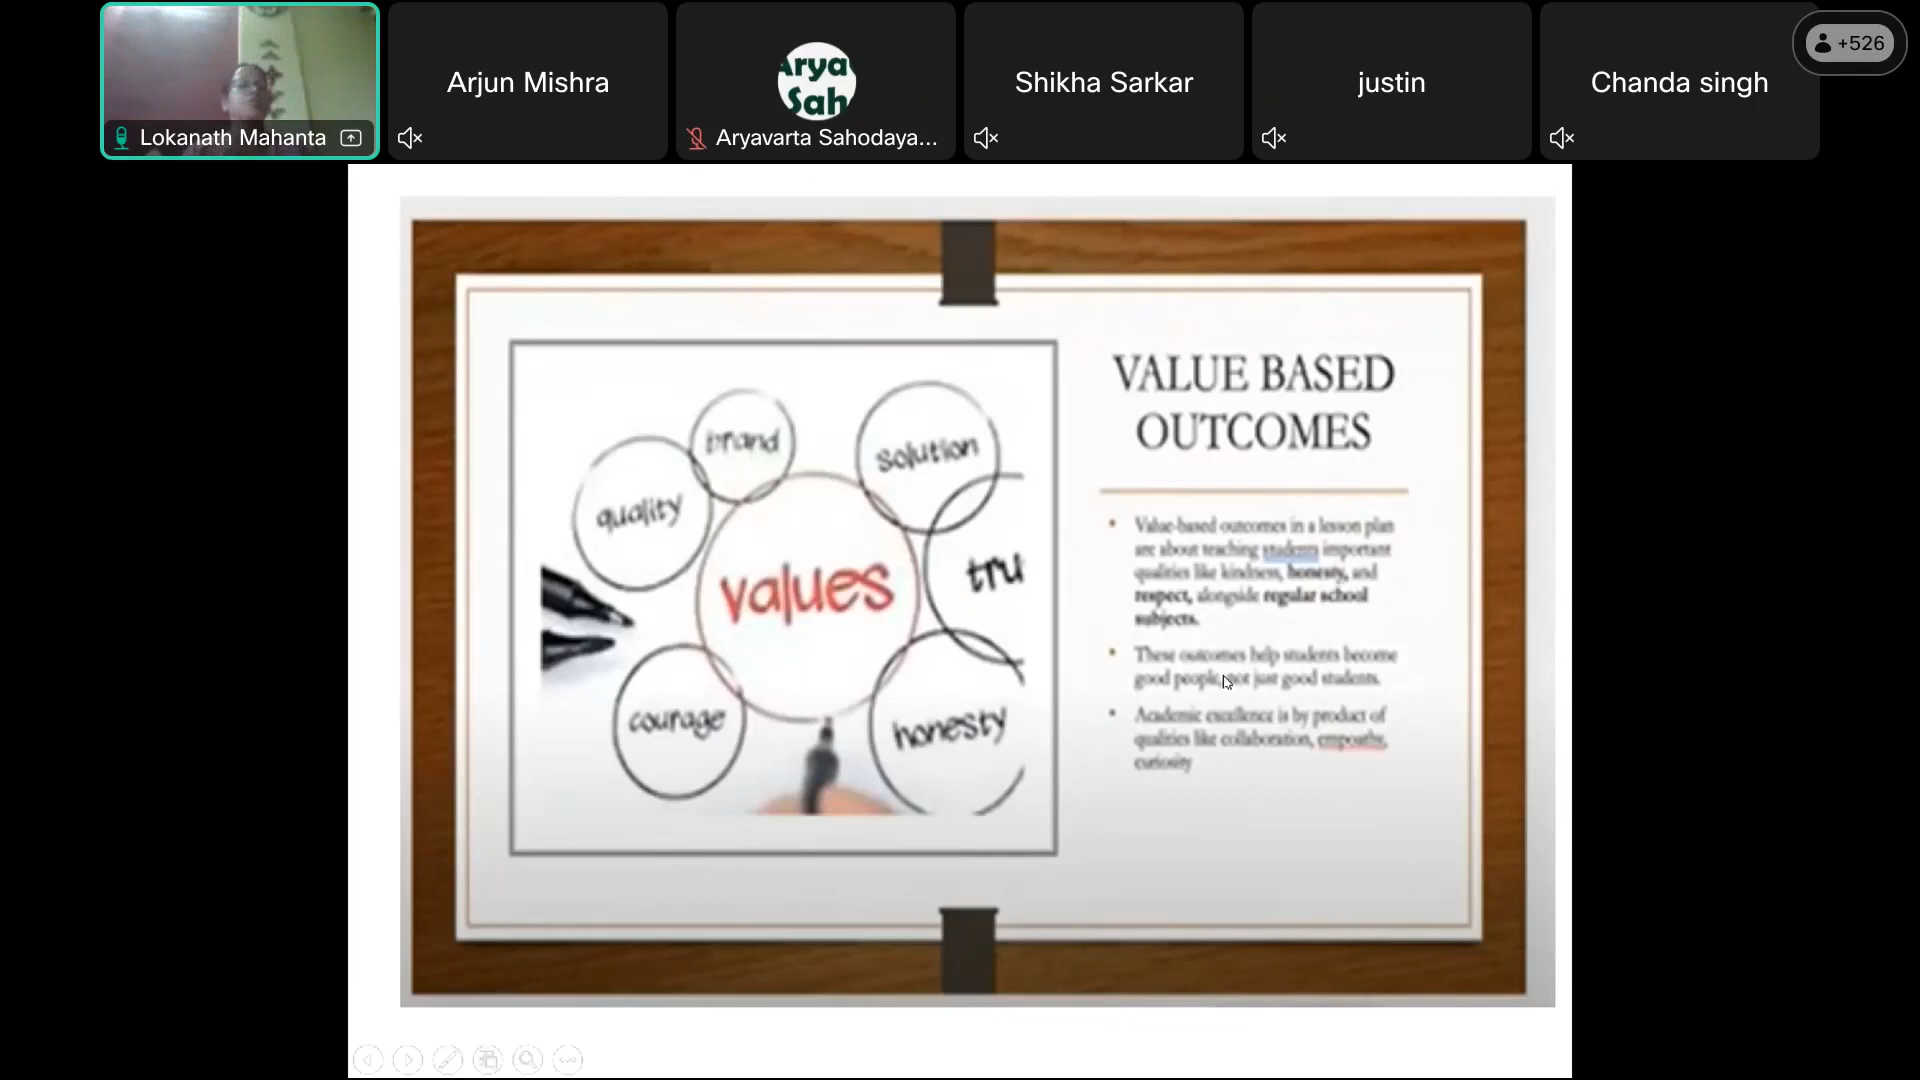 Lokanath Mahanta
Arjun Mishra
Arya
Sah
Aryavarta Sahodaya...
Shikha Sarkar
justin
Chanda singh
+526
brand
solution
quality
values
tru
courage
honesty
VALUE BASED
OUTCOMES
• Value-based outcomes in a lesson plan
are about teaching students important
qualities like kindness, honesty, and
respect, alongside regular school
subjects.
• These outcomes help students become
good people, not just good students.
• Academic excellence is by product of
qualities like collaboration, empathy,
curiosity